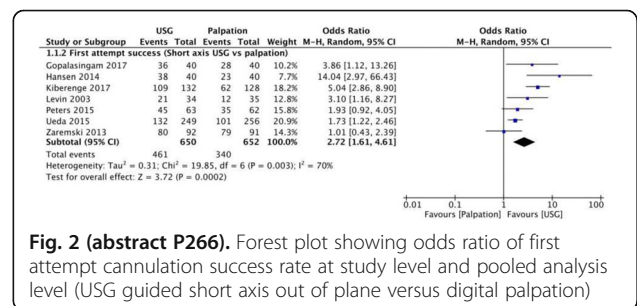 USG Palpation Odds Ratio Odds Ratio
Study or Subgroup Events Total Events Total Weight M-H, Random, 95% CI M-H, Random, 95% CI
1.1.2 First attempt success (Short axis USG vs palpation)
Gopalasingam 2017 36 40 28 40 10.2% 3.86 [1.12, 13.26]
Hansen 2014 38 40 23 40 7.7% 14.04 [2.97, 66.43]
Kiberenge 2017 109 132 62 128 100.0% 5.04 [2.86, 8.90]
Levin 2003 21 34 12 35 3.10 [1.16, 8.27]
Peters 2015 45 63 35 62 1.93 [0.92, 4.05]
Ueda 2015 132 249 101 256 1.73 [1.22, 2.46]
Zaremski 2013 80 92 79 91 1.01 [0.43, 2.39]
Subtotal (95% CI) 650 652 100.0% 2.72 [1.61, 4.61]
Total events 461 340
Heterogeneity: Tau² = 0.31; Chi² = 19.85, df = 6 (P = 0.003); I² = 70%
Test for overall effect: Z = 3.72 (P = 0.0002)
0.01 0.1 1 10 100
Favours [Palpation] Favours [USG]
Fig. 2 (abstract P266). Forest plot showing odds ratio of first
attempt cannulation success rate at study level and pooled analysis
level (USG guided short axis out of plane versus digital palpation)